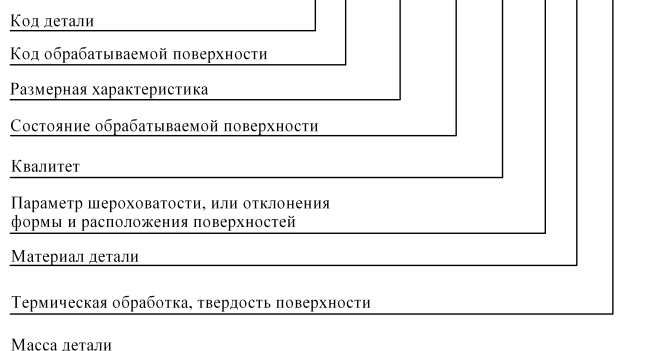 Код детали
Код обрабатываемой поверхности
Размерная характеристика
Состояние обрабатываемой поверхности
Квалитет
Параметр шероховатости, или отклонения
формы и расположения поверхностей
Материал детали
Термическая обработка, твердость поверхности
Масса детали